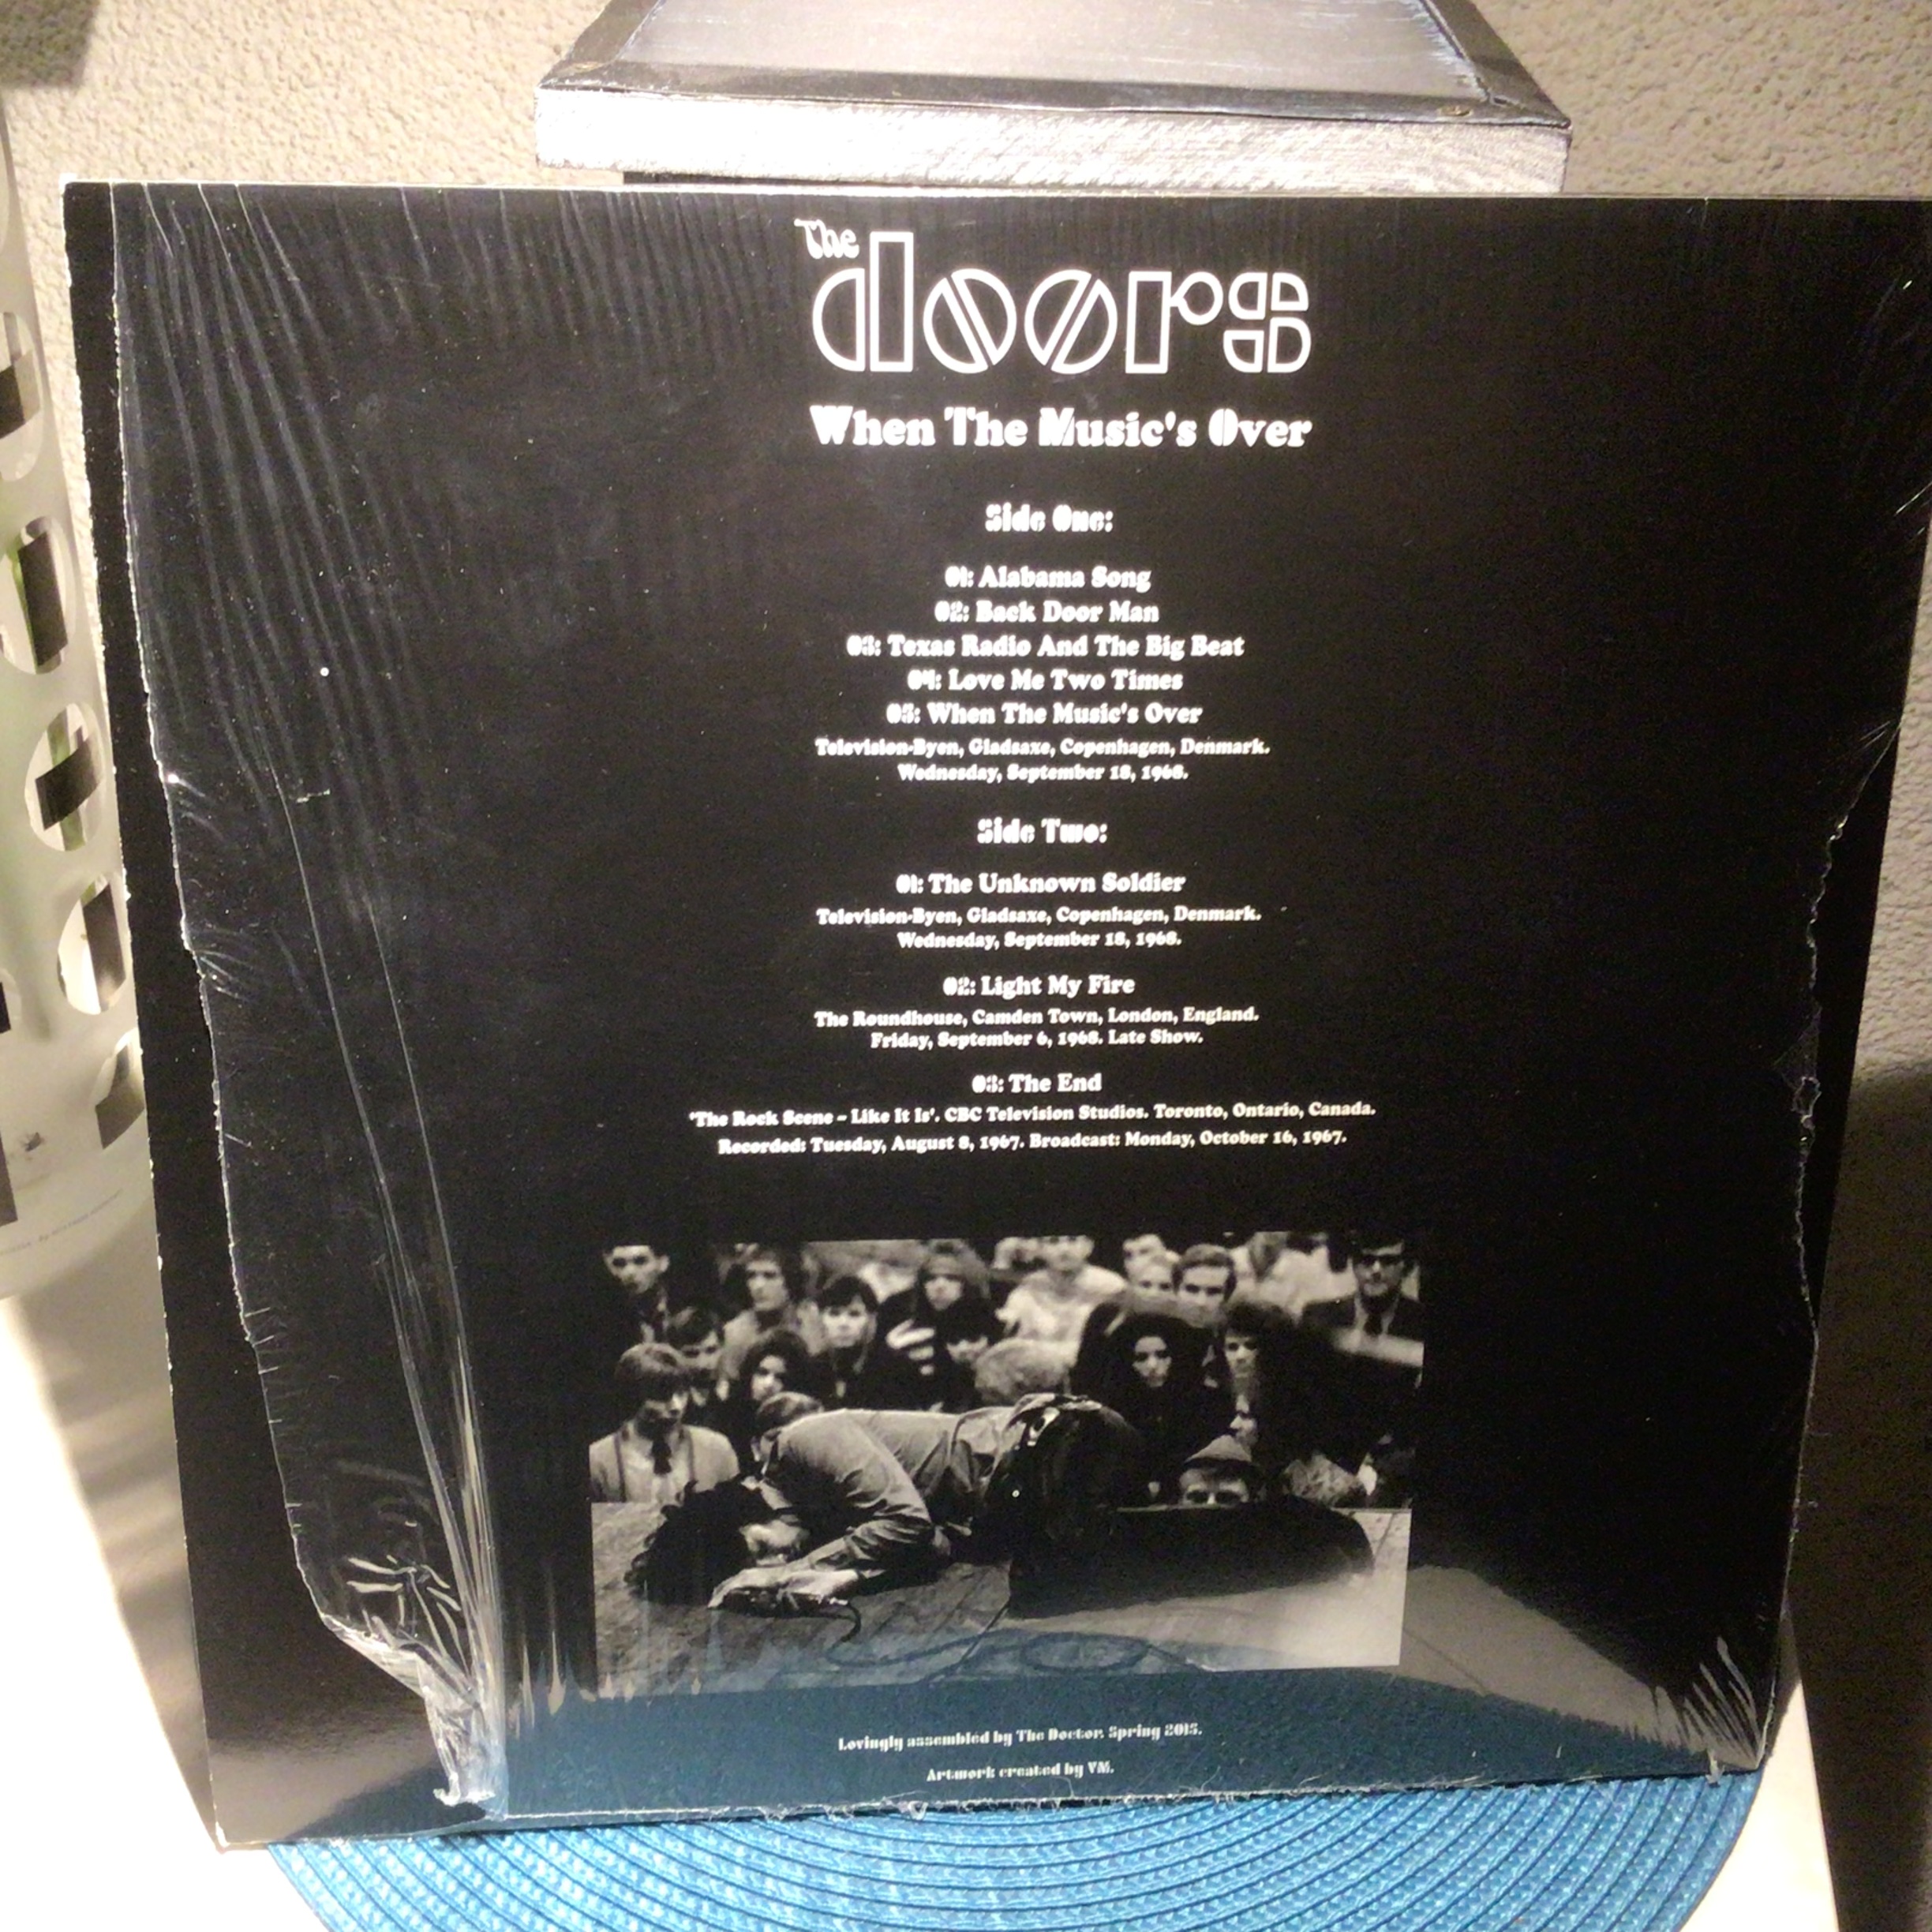 The
doors
When The Music's Over
Side One:
01: Alabama Song
02: Back Door Man
03: Texas Radio And The Big Beat
04: Love Me Two Times
05: When The Music's Over
Television-Byen, Gladsaxe, Copenhagen, Denmark.
Wednesday, September 18, 1968.
Side Two:
01: The Unknown Soldier
Television-Byen, Gladsaxe, Copenhagen, Denmark.
Wednesday, September 18, 1968.
02: Light My Fire
The Roundhouse, Camden Town, London, England.
Friday, September 6, 1968. Late Show.
03: The End
'The Rock Scene - Like It Is'. CBC Television Studios. Toronto, Ontario, Canada.
Recorded: Tuesday, August 8, 1967. Broadcast: Monday, October 16, 1967.
Lovingly assembled by The Doctor. Spring 2015.
Artwork created by VM.